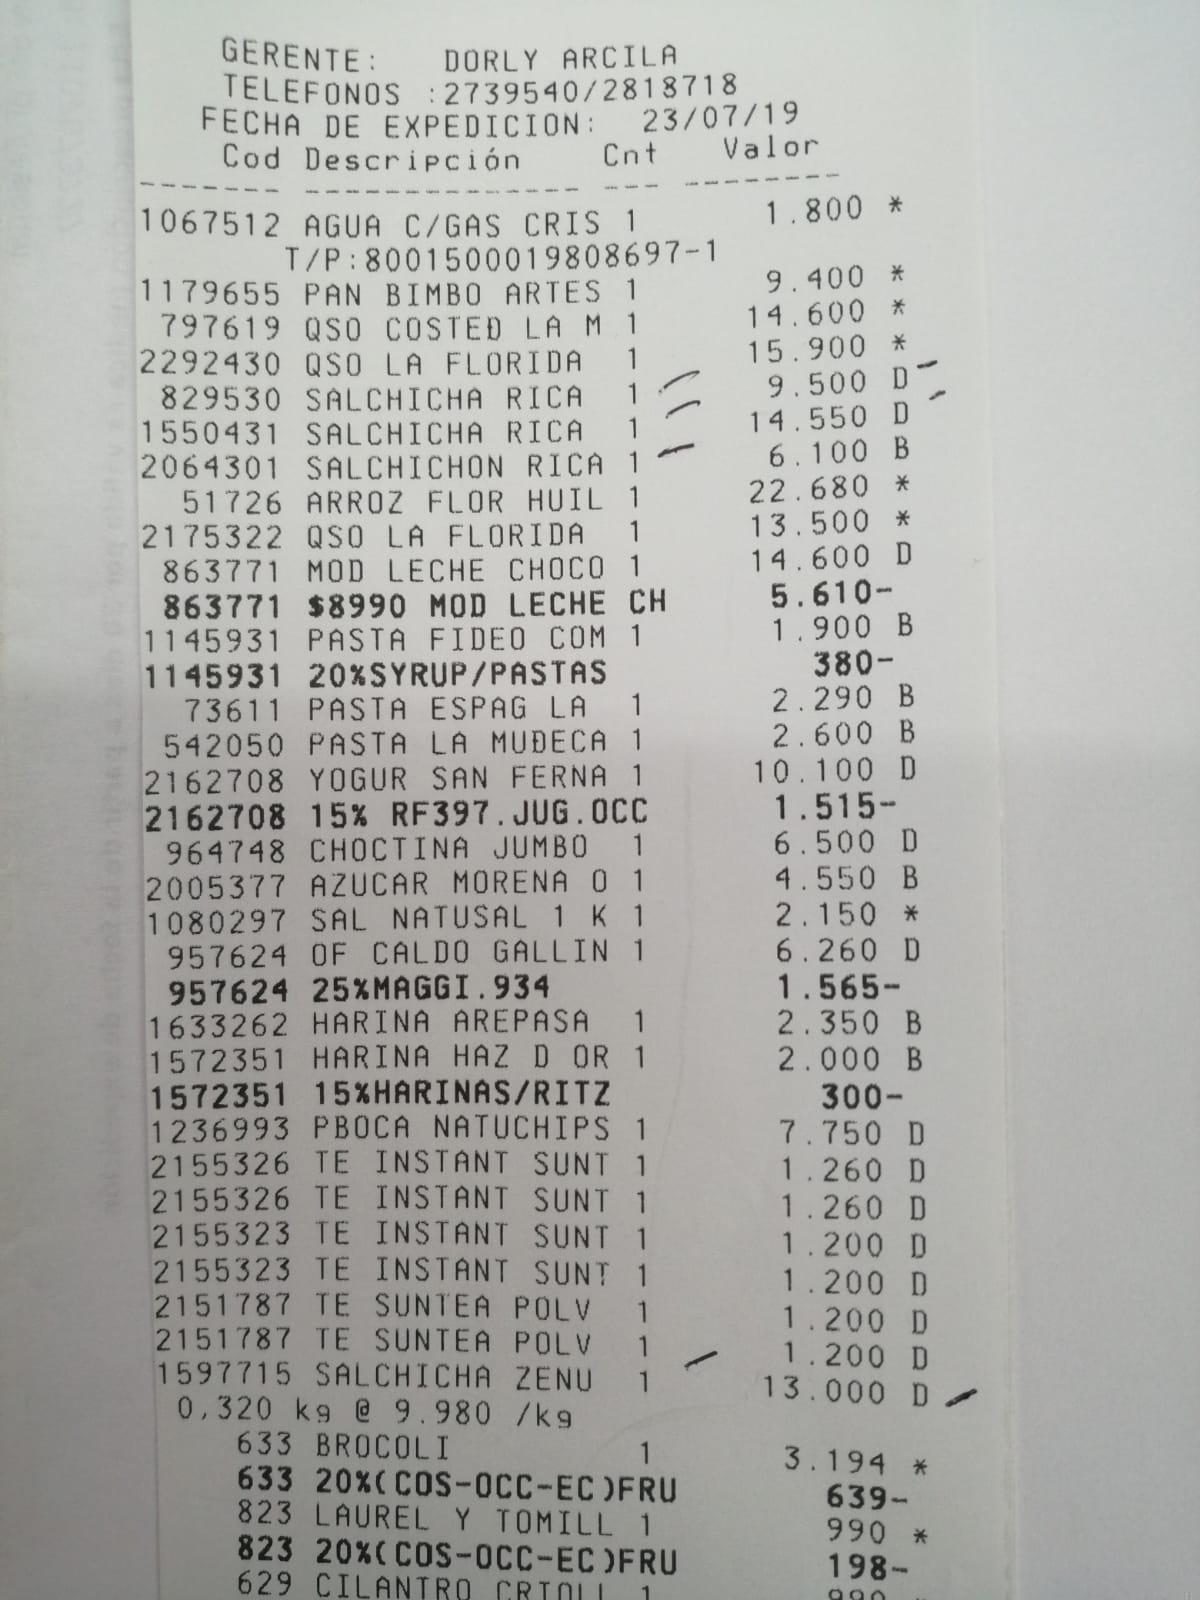 GERENTE: DORLY ARCILA
TELEFONOS :2739540/2818718
FECHA DE EXPEDICION: 23/07/19
Cod Descripción Cnt Valor
------- -------------- --- --------
1067512 AGUA C/GAS CRIS 1 1.800 *
T/P:8001500019808697-1
1179655 PAN BIMBO ARTES 1 9.400 *
797619 QSO COSTEÐ LA M 1 14.600 *
2292430 QSO LA FLORIDA 1 15.900 *
829530 SALCHICHA RICA 1 9.500 D
1550431 SALCHICHA RICA 1 14.550 D
2064301 SALCHICHON RICA 1 6.100 B
51726 ARROZ FLOR HUIL 1 22.680 *
2175322 QSO LA FLORIDA 1 13.500 *
863771 MOD LECHE CHOCO 1 14.600 D
863771 $8990 MOD LECHE CH 5.610-
1145931 PASTA FIDEO COM 1 1.900 B
1145931 20%SYRUP/PASTAS 380-
73611 PASTA ESPAG LA 1 2.290 B
542050 PASTA LA MUÐECA 1 2.600 B
2162708 YOGUR SAN FERNA 1 10.100 D
2162708 15% RF397.JUG.OCC 1.515-
964748 CHOCTINA JUMBO 1 6.500 D
2005377 AZUCAR MORENA O 1 4.550 B
1080297 SAL NATUSAL 1 K 1 2.150 *
957624 OF CALDO GALLIN 1 6.260 D
957624 25%MAGGI.934 1.565-
1633262 HARINA AREPASA 1 2.350 B
1572351 HARINA HAZ D OR 1 2.000 B
1572351 15%HARINAS/RITZ 300-
1236993 PBOCA NATUCHIPS 1 7.750 D
2155326 TE INSTANT SUNT 1 1.260 D
2155326 TE INSTANT SUNT 1 1.260 D
2155323 TE INSTANT SUNT 1 1.200 D
2155323 TE INSTANT SUNT 1 1.200 D
2151787 TE SUNTEA POLV 1 1.200 D
2151787 TE SUNTEA POLV 1 1.200 D
1597715 SALCHICHA ZENU 1 13.000 D
0,320 kg @ 9.980 /kg
633 BROCOLI 1 3.194 *
633 20%(COS-OCC-EC)FRU 639-
823 LAUREL Y TOMILL 1 990 *
823 20%(COS-OCC-EC)FRU 198-
629 CILANTRO CRIOLL 1 990